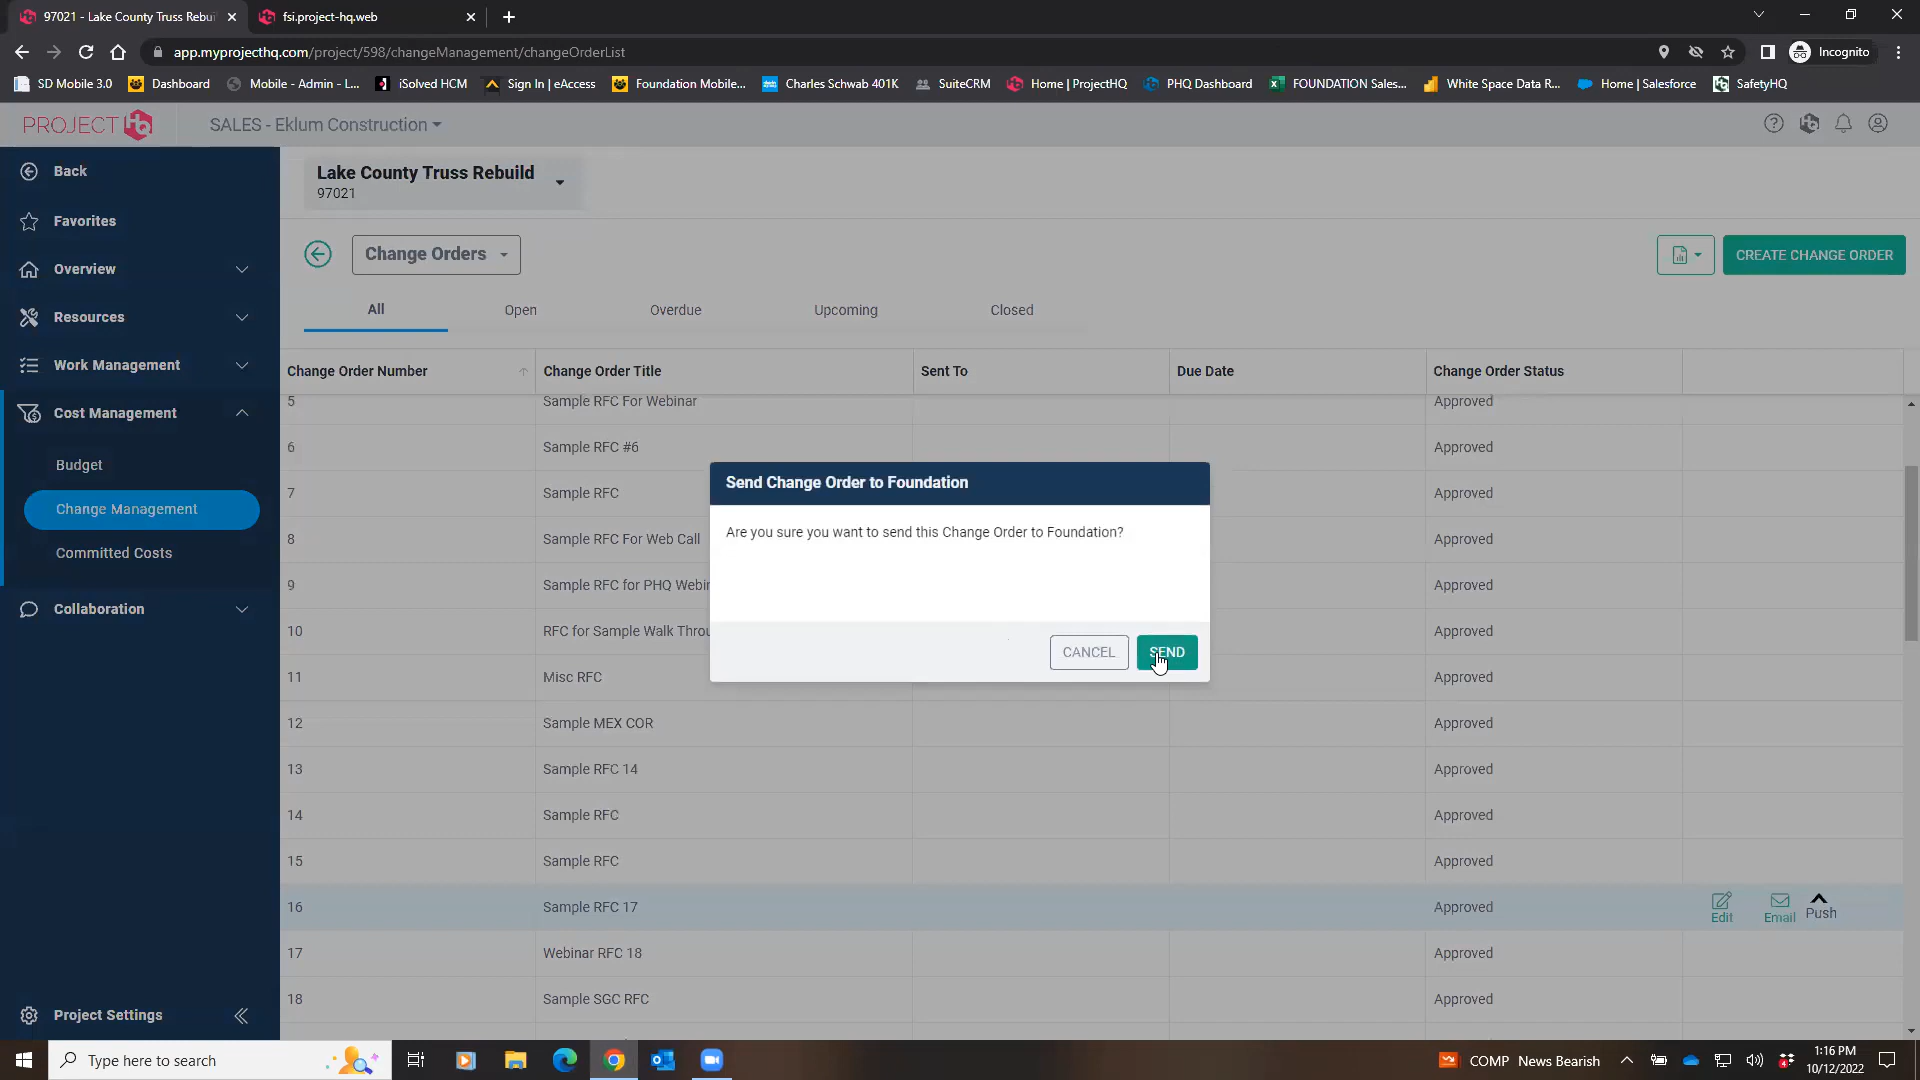 97021 - Lake County Truss Rebui
fsi.project-hq.web
app.myprojecthq.com/project/598/changeManagement/changeOrderList
Incognito
SD Mobile 3.0
Dashboard
Mobile - Admin - L...
iSolved HCM
Sign In | eAccess
Foundation Mobile...
Charles Schwab 401K
SuiteCRM
Home | ProjectHQ
PHQ Dashboard
FOUNDATION Sales...
White Space Data R...
Home | Salesforce
SafetyHQ
PROJECT HQ
SALES - Eklum Construction
Back
Favorites
Overview
Resources
Work Management
Cost Management
Budget
Change Management
Committed Costs
Collaboration
Project Settings
Lake County Truss Rebuild
97021
Change Orders
CREATE CHANGE ORDER
All Open Overdue Upcoming Closed
Change Order Number Change Order Title Sent To Due Date Change Order Status
5 Sample RFC For Webinar Approved
6 Sample RFC #6 Approved
7 Sample RFC Approved
8 Sample RFC For Web Call Approved
9 Sample RFC for PHQ Webin Approved
10 RFC for Sample Walk Throu Approved
11 Misc RFC Approved
12 Sample MEX COR Approved
13 Sample RFC 14 Approved
14 Sample RFC Approved
15 Sample RFC Approved
16 Sample RFC 17 Approved Edit Email Push
17 Webinar RFC 18 Approved
18 Sample SGC RFC Approved
Send Change Order to Foundation
Are you sure you want to send this Change Order to Foundation?
CANCEL
SEND
Type here to search
COMP News Bearish
1:16 PM
10/12/2022